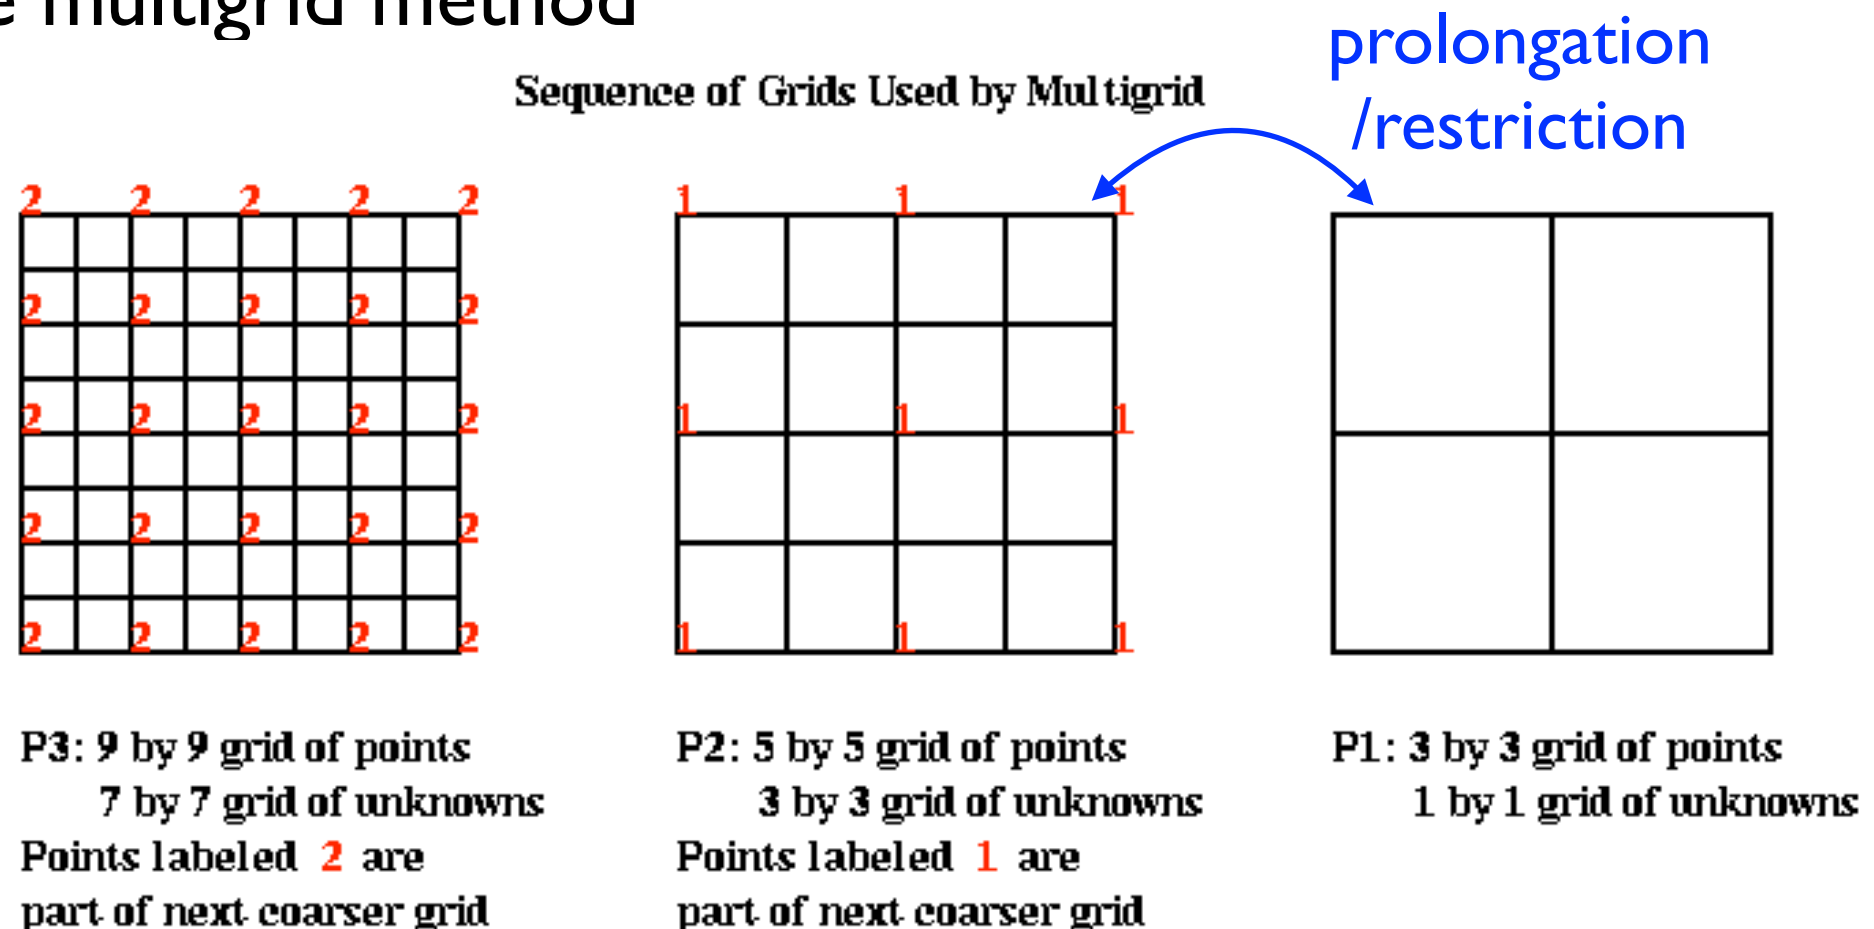 e multigrid method
prolongation
/restriction
Sequence of Grids Used by Multigrid
2 2 2 2 2
2 2 2 2 2
2 2 2 2 2
2 2 2 2 2
2 2 2 2 2
1 1 1
1 1 1
1 1 1
P3: 9 by 9 grid of points
7 by 7 grid of unknowns
Points labeled 2 are
part of next coarser grid
P2: 5 by 5 grid of points
3 by 3 grid of unknowns
Points labeled 1 are
part of next coarser grid
P1: 3 by 3 grid of points
1 by 1 grid of unknowns